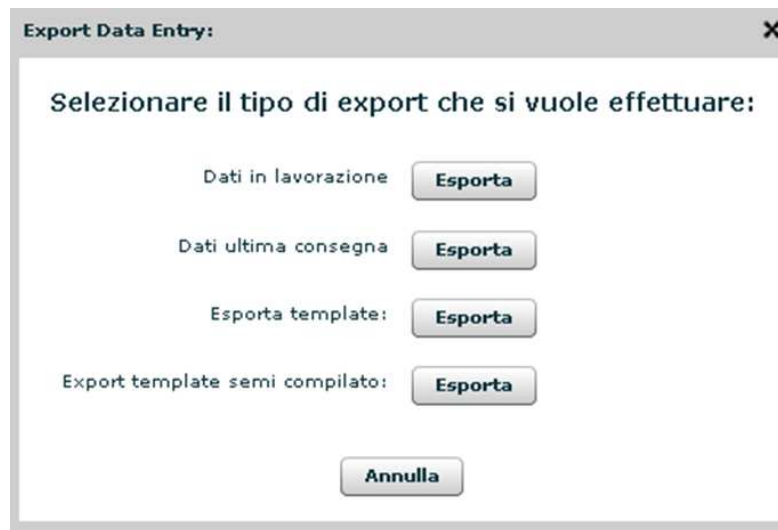 Export Data Entry:
Selezionare il tipo di export che si vuole effettuare:
Dati in lavorazione Esporta
Dati ultima consegna Esporta
Esporta template: Esporta
Export template semi compilato: Esporta
Annulla